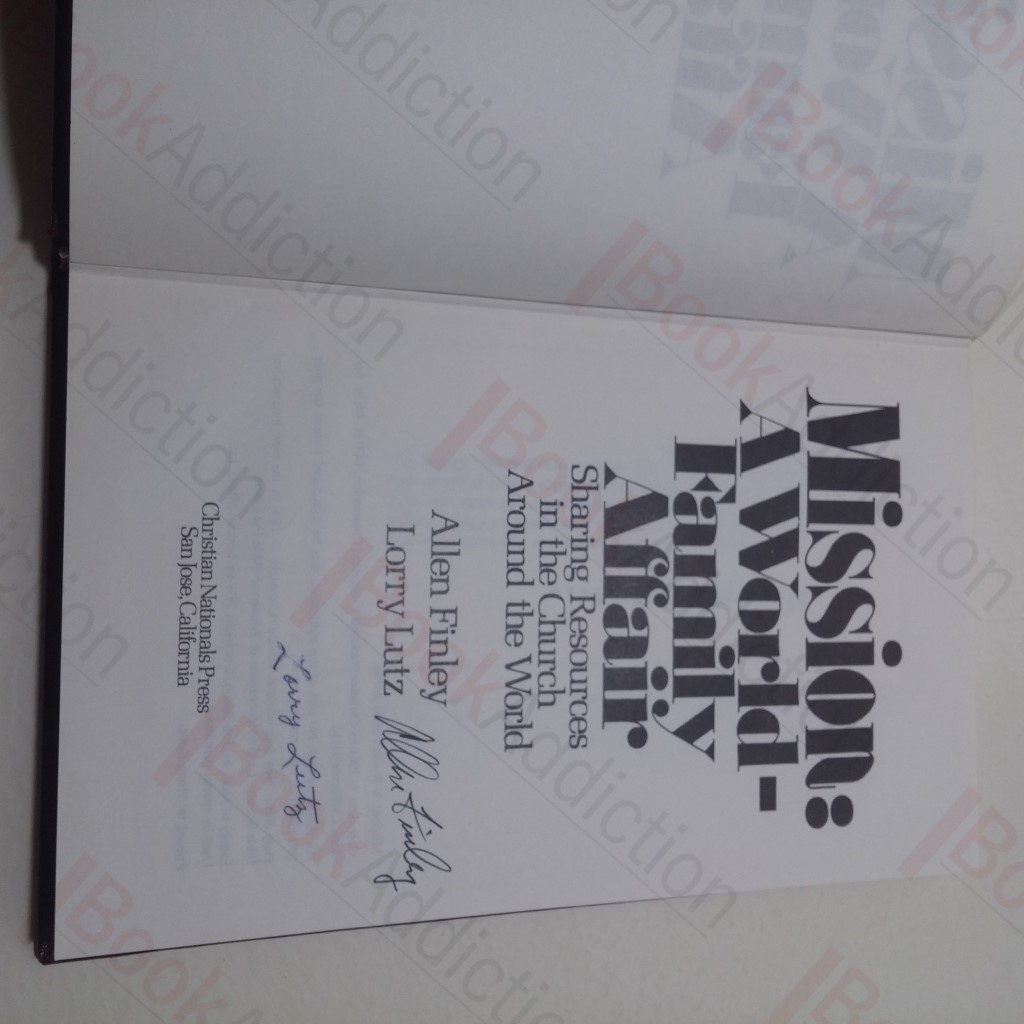 Mission:
A World-
Family
Affair
Sharing Resources
in the Church
Around the World
Allen Finley
Lorry Lutz
Allen Finley
Lorry Lutz
Christian Nationals Press
San Jose, California
BookAddiction